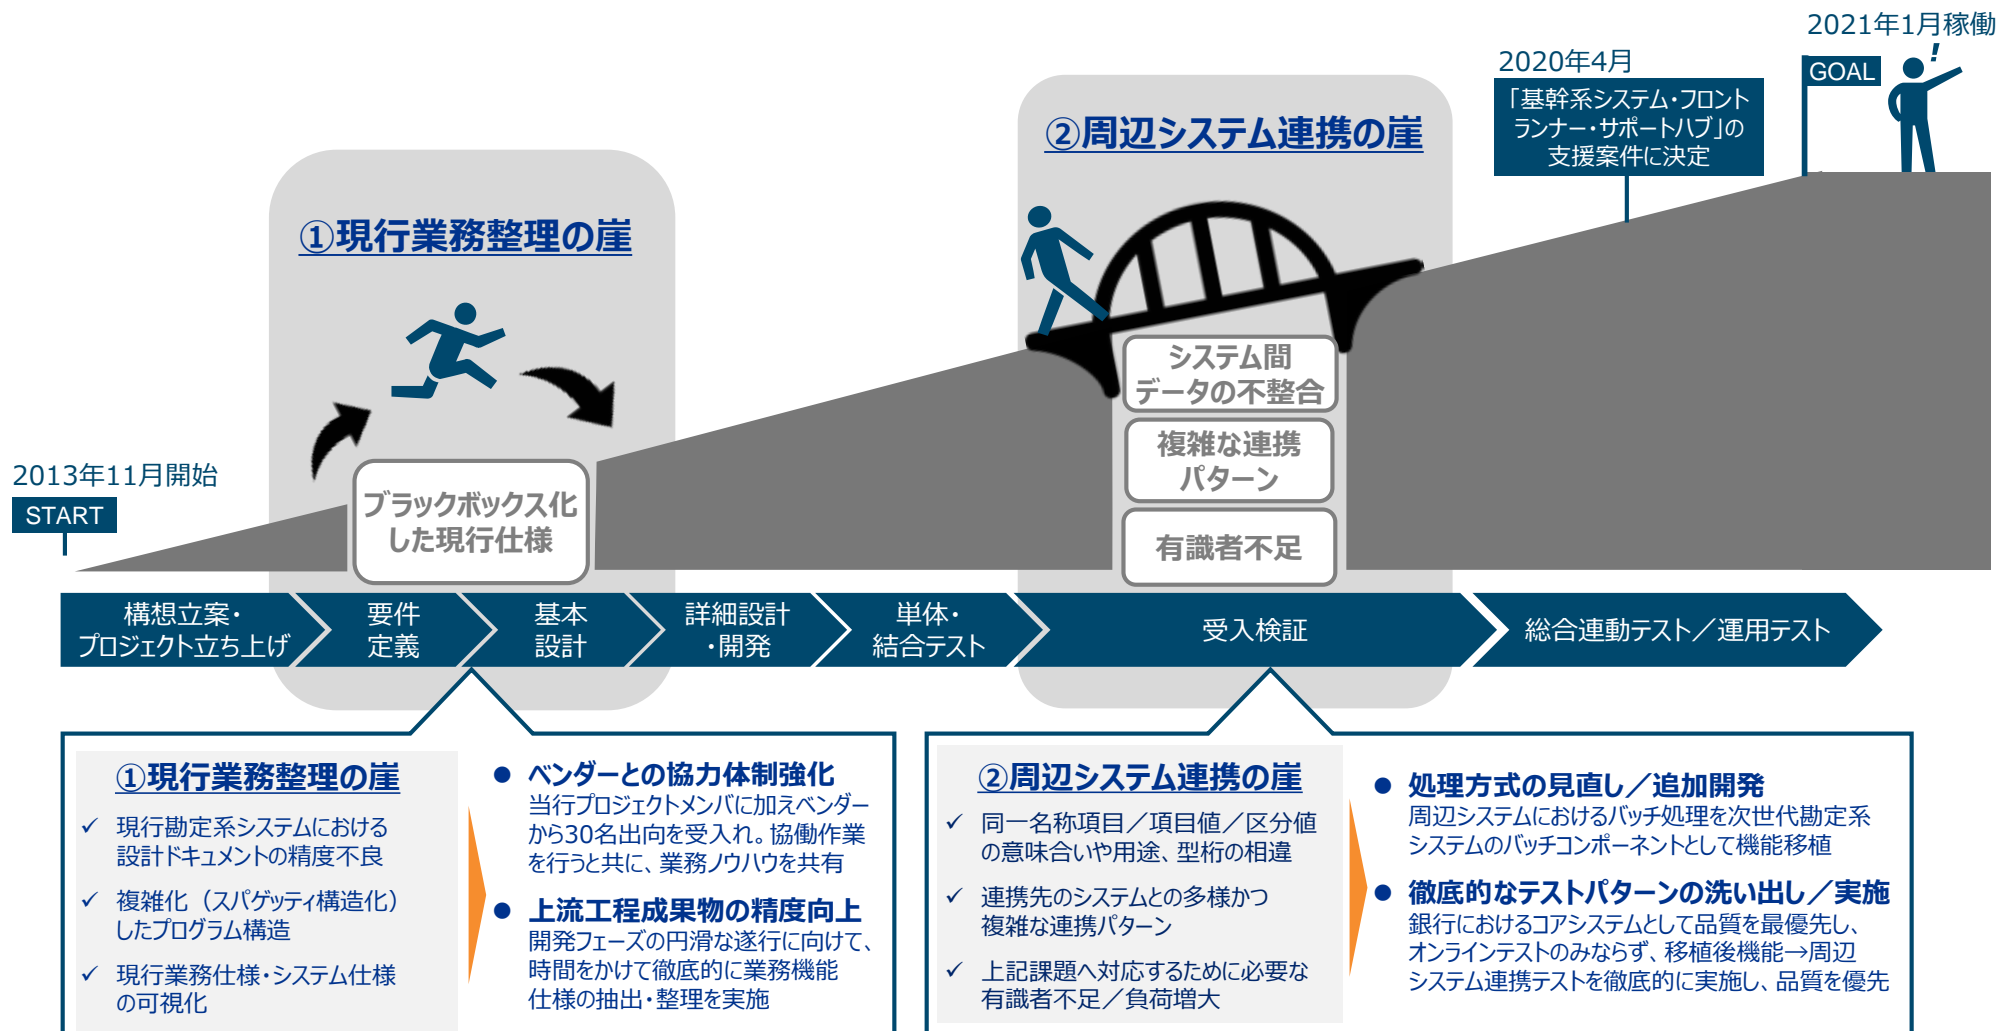 2021年1月稼働
!
GOAL
2020年4月
「基幹系システム・フロント
ランナー・サポートハブ」の
支援案件に決定
②周辺システム連携の崖
①現行業務整理の崖
システム間
データの不整合
複雑な連携
パターン
有識者不足
ブラックボックス化
した現行仕様
2013年11月開始
START
構想立案・
プロジェクト立ち上げ
要件
定義
基本
設計
詳細設計
・開発
単体・
結合テスト
受入検証
総合連動テスト／運用テスト
①現行業務整理の崖
✓ 現行勘定系システムにおける
設計ドキュメントの精度不良
✓ 複雑化（スパゲッティ構造化）
したプログラム構造
✓ 現行業務仕様・システム仕様
の可視化
● ベンダーとの協力体制強化
当行プロジェクトメンバに加えベンダー
から30名出向を受入れ。協働作業
を行うと共に、業務ノウハウを共有
● 上流工程成果物の精度向上
開発フェーズの円滑な遂行に向けて、
時間をかけて徹底的に業務機能
仕様の抽出・整理を実施
②周辺システム連携の崖
✓ 同一名称項目／項目値／区分値
の意味合いや用途、型桁の相違
✓ 連携先のシステムとの多様かつ
複雑な連携パターン
✓ 上記課題へ対応するために必要な
有識者不足／負荷増大
● 処理方式の見直し／追加開発
周辺システムにおけるバッチ処理を次世代勘定系
システムのバッチコンポーネントとして機能移植
● 徹底的なテストパターンの洗い出し／実施
銀行におけるコアシステムとして品質を最優先し、
オンラインテストのみならず、移植後機能→周辺
システム連携テストを徹底的に実施し、品質を優先